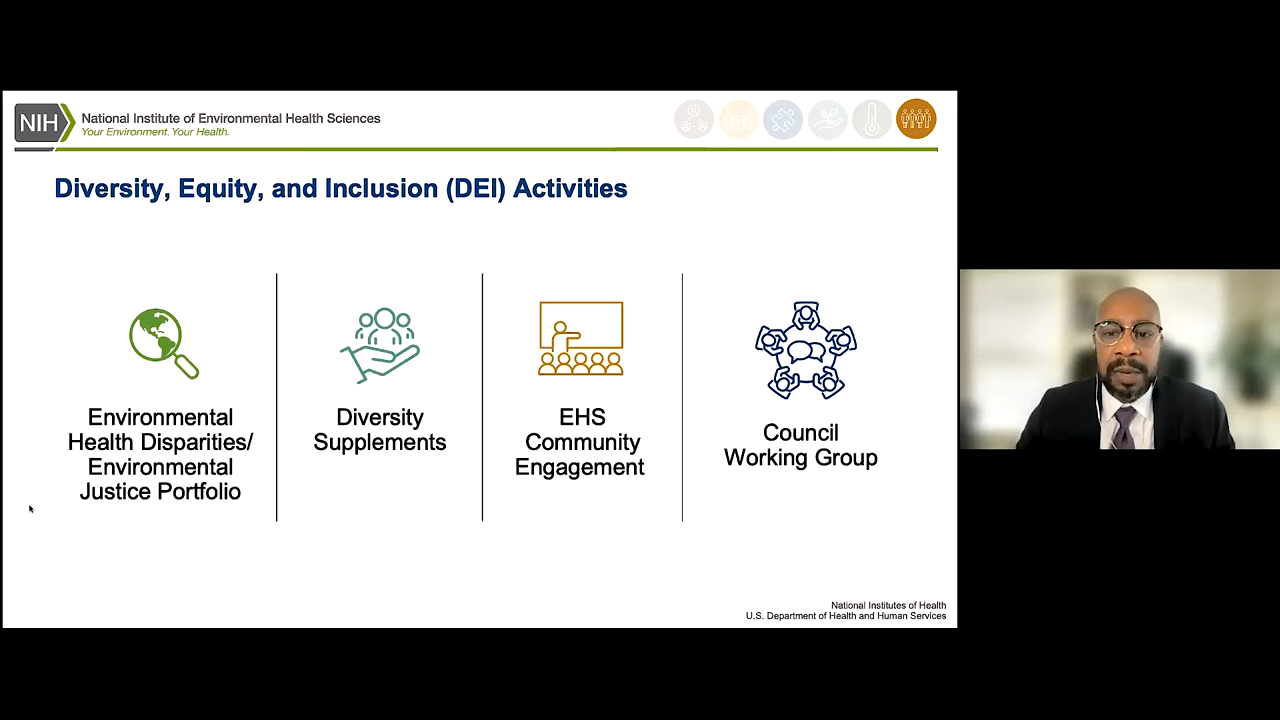 NIH
National Institute of Environmental Health Sciences
Your Environment. Your Health.
Diversity, Equity, and Inclusion (DEI) Activities
Environmental
Health Disparities/
Environmental
Justice Portfolio
Diversity
Supplements
EHS
Community
Engagement
Council
Working Group
National Institutes of Health
U.S. Department of Health and Human Services